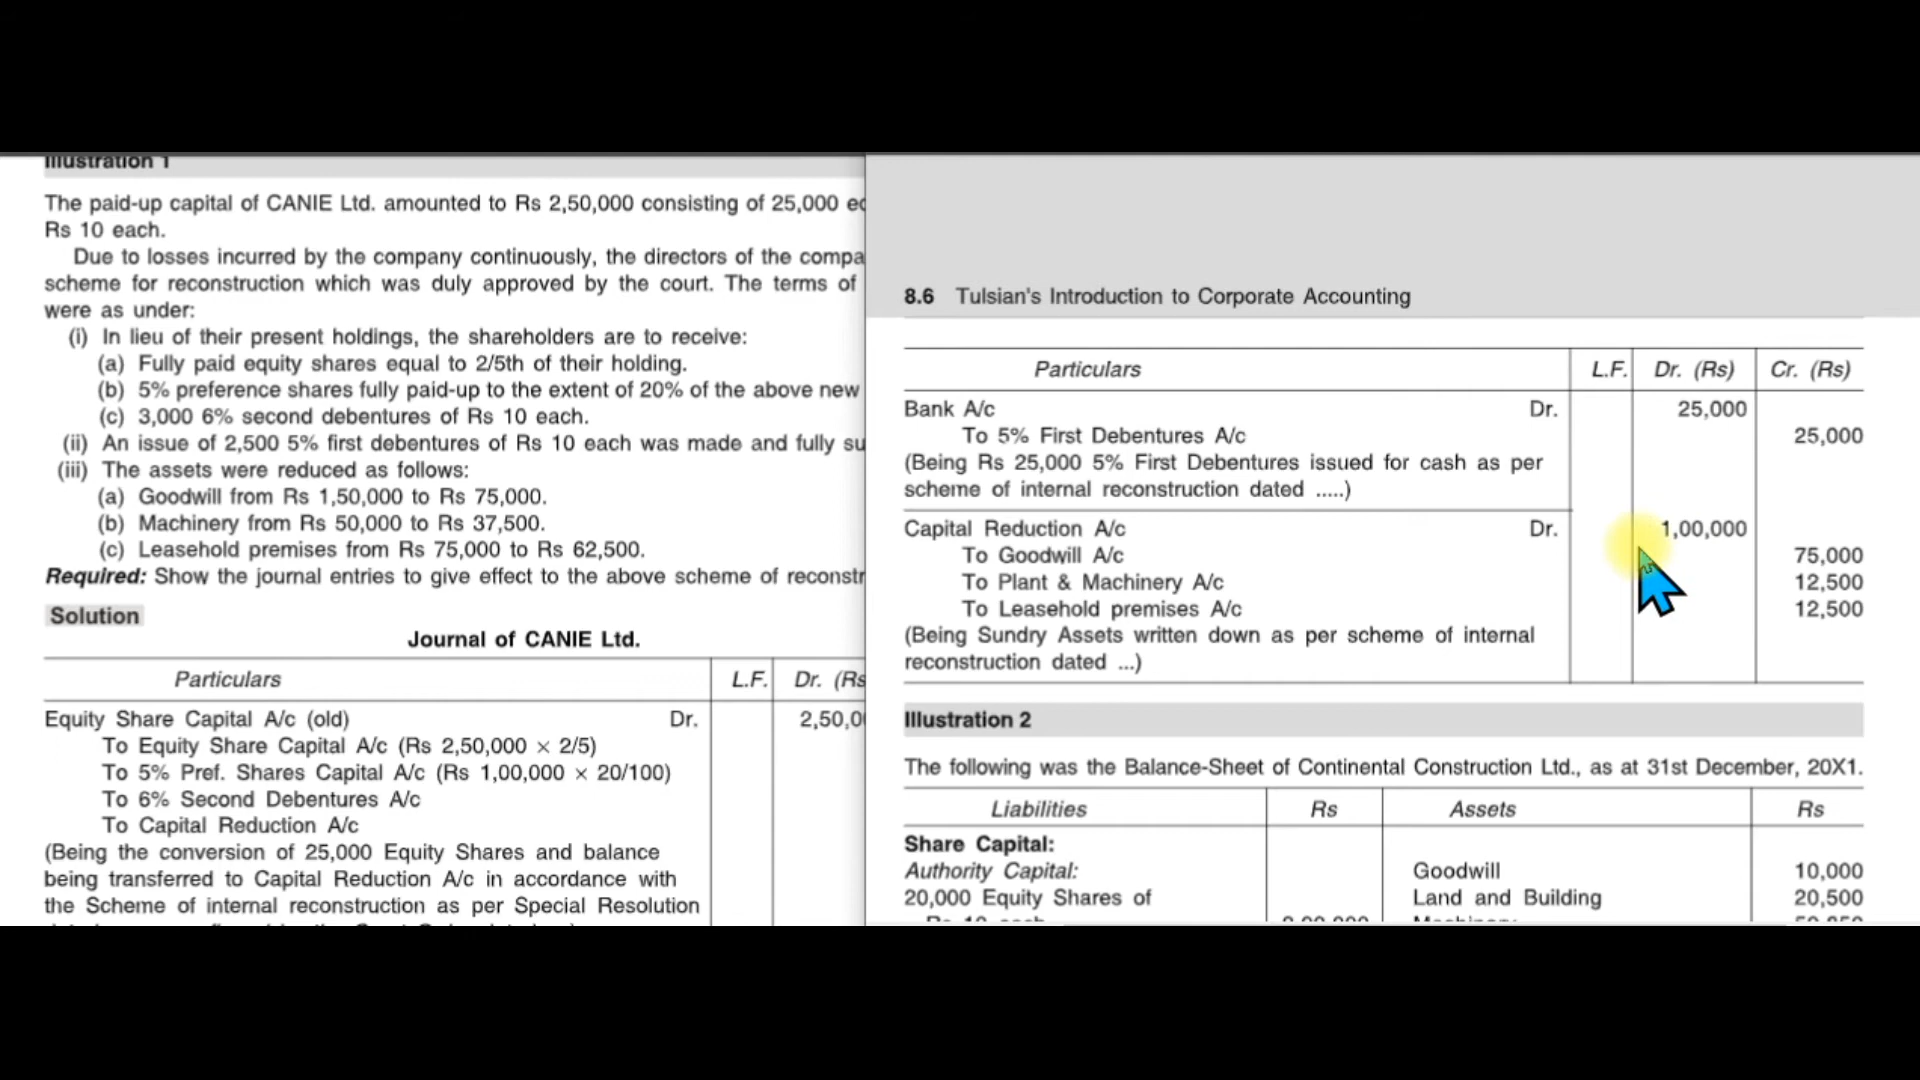 Illustration 1
The paid-up capital of CANIE Ltd. amounted to Rs 2,50,000 consisting of 25,000
Rs 10 each.
Due to losses incurred by the company continuously, the directors of the
scheme for reconstruction which was duly approved by the court. The terms of
were as under:
(i) In lieu of their present holdings, the shareholders are to receive:
(a) Fully paid equity shares equal to 2/5th of their holding.
(b) 5% preference shares fully paid-up to the extent of 20% of the above new
(c) 3,000 6% second debentures of Rs 10 each.
(ii) An issue of 2,500 5% first debentures of Rs 10 each was made and fully
(iii) The assets were reduced as follows:
(a) Goodwill from Rs 1,50,000 to Rs 75,000.
(b) Machinery from Rs 50,000 to Rs 37,500.
(c) Leasehold premises from Rs 75,000 to Rs 62,500.
Required: Show the journal entries to give effect to the above scheme of
Solution
Journal of CANIE Ltd.
Particulars L.F. Dr. (Rs
Equity Share Capital A/c (old) Dr.
To Equity Share Capital A/c (Rs 2,50,000 × 2/5)
To 5% Pref. Shares Capital A/c (Rs 1,00,000 × 20/100)
To 6% Second Debentures A/c
To Capital Reduction A/c
(Being the conversion of 25,000 Equity Shares and balance
being transferred to Capital Reduction A/c in accordance with
the Scheme of internal reconstruction as per Special Resolution
8.6 Tulsian's Introduction to Corporate Accounting
Particulars L.F. Dr. (Rs) Cr. (Rs)
Bank A/c Dr. 25,000
To 5% First Debentures A/c 25,000
(Being Rs 25,000 5% First Debentures issued for cash as per
scheme of internal reconstruction dated .....)
Capital Reduction A/c Dr. 1,00,000
To Goodwill A/c 75,000
To Plant & Machinery A/c 12,500
To Leasehold premises A/c 12,500
(Being Sundry Assets written down as per scheme of internal
reconstruction dated ...)
Illustration 2
The following was the Balance-Sheet of Continental Construction Ltd., as at 31st December, 20X1.
Liabilities Rs Assets Rs
Share Capital:
Authority Capital: Goodwill 10,000
20,000 Equity Shares of Land and Building 20,500